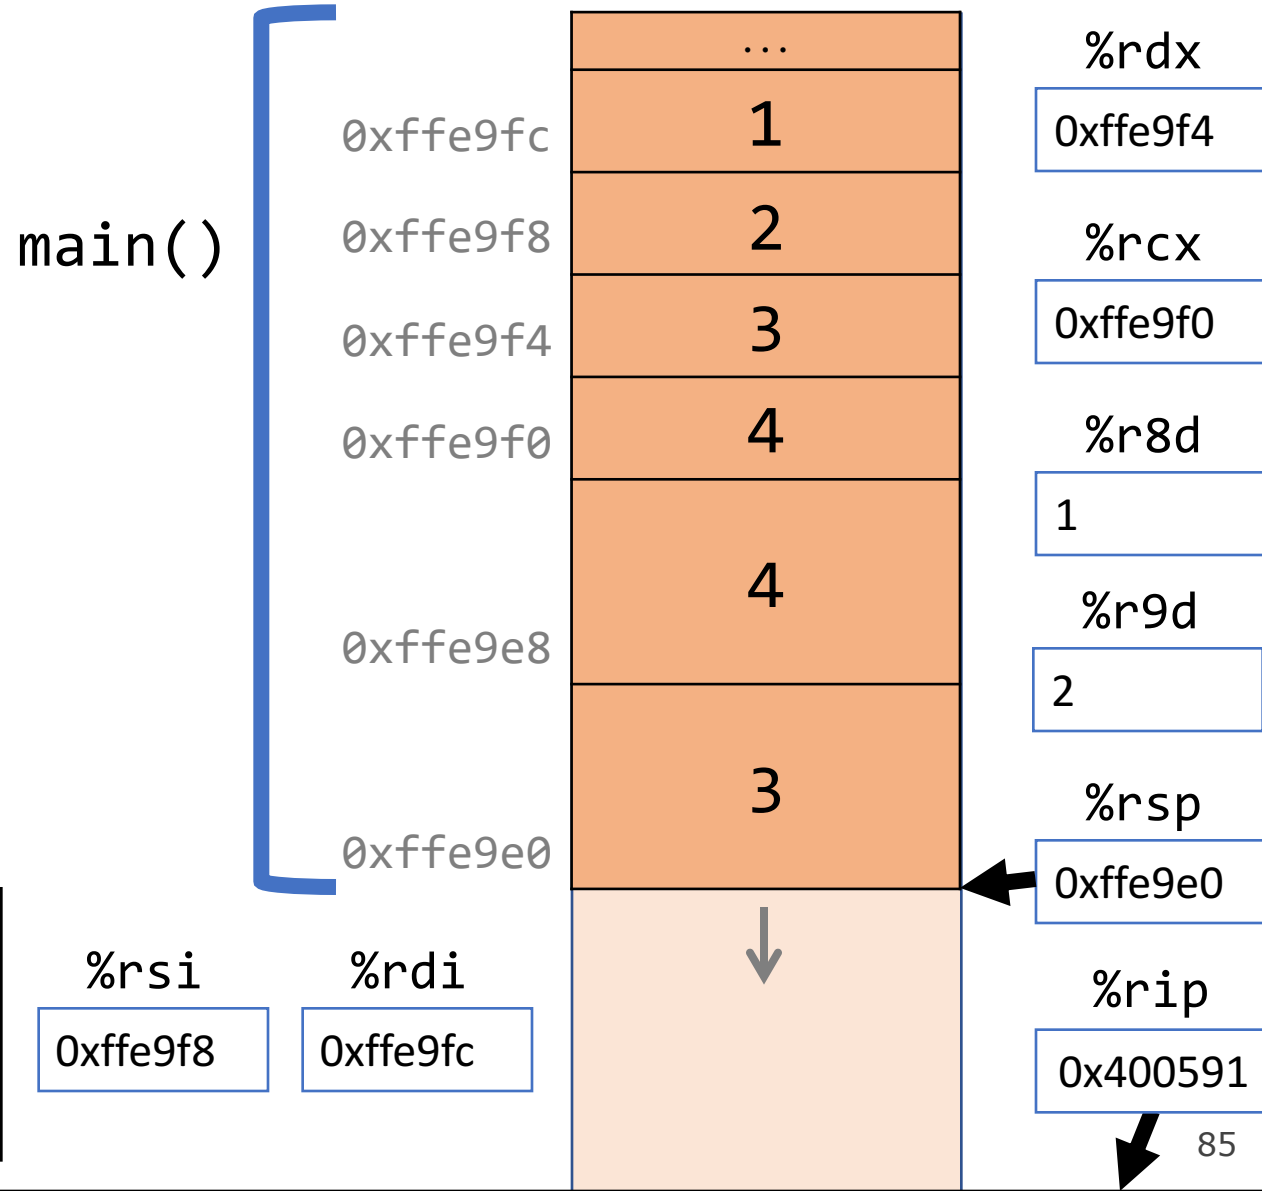 ...
%rdx
0xffe9fc
1
0xffe9f4
main()
0xffe9f8
2
%rcx
0xffe9f4
3
0xffe9f0
0xffe9f0
4
%r8d
1
4
%r9d
0xffe9e8
2
3
%rsp
0xffe9e0
0xffe9e0
%rsi
%rdi
%rip
0xffe9f8
0xffe9fc
0x400591
85